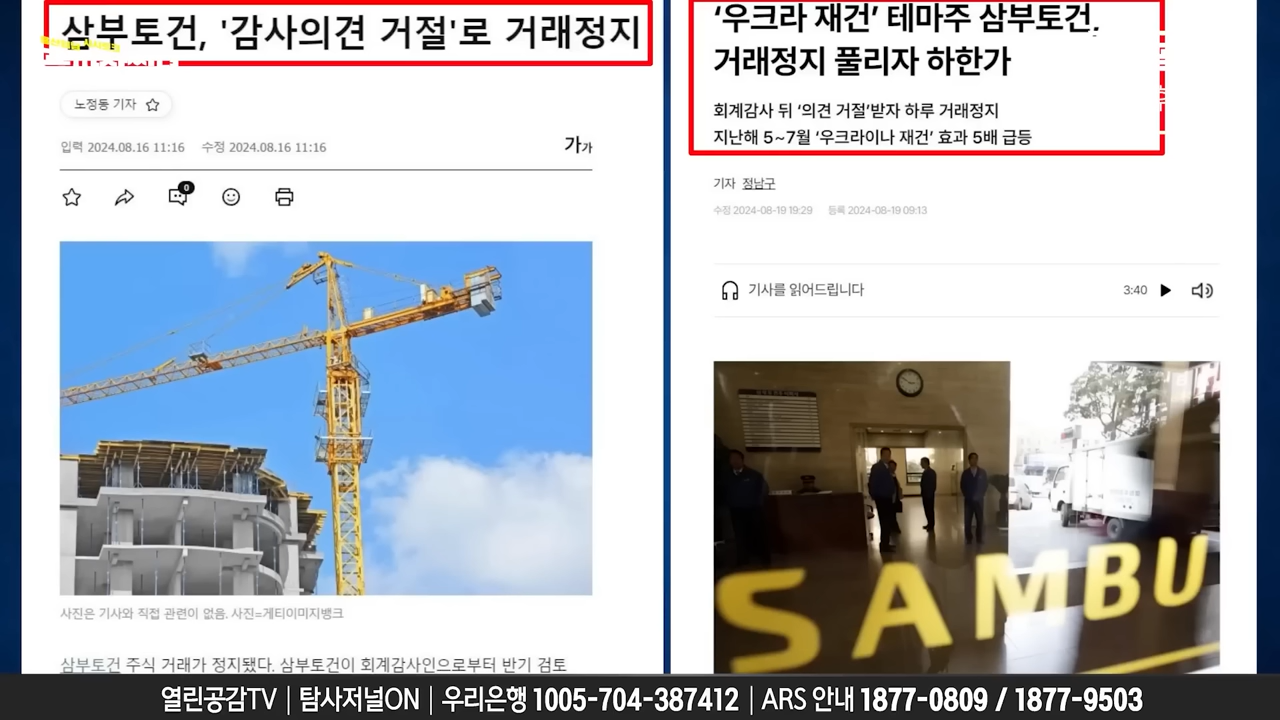 삼부토건, '감사의견 거절'로 거래정지
노정동 기자
입력 2024.08.16 11:16 수정 2024.08.16 11:16
가가
0
사진은 기사와 직접 관련이 없음. 사진=게티이미지뱅크
삼부토건 주식 거래가 정지됐다. 삼부토건이 회계감사인으로부터 반기 검토
‘우크라 재건’ 테마주 삼부토건,
거래정지 풀리자 하한가
회계감사 뒤 ‘의견 거절’받자 하루 거래정지
지난해 5~7월 ‘우크라이나 재건’ 효과 5배 급등
기자 정남구
수정 2024-08-19 19:29 등록 2024-08-19 09:13
기사를 읽어드립니다
3:40
SAMBU
열린공감TV | 탐사저널ON | 우리은행 1005-704-387412 | ARS 안내 1877-0809 / 1877-9503